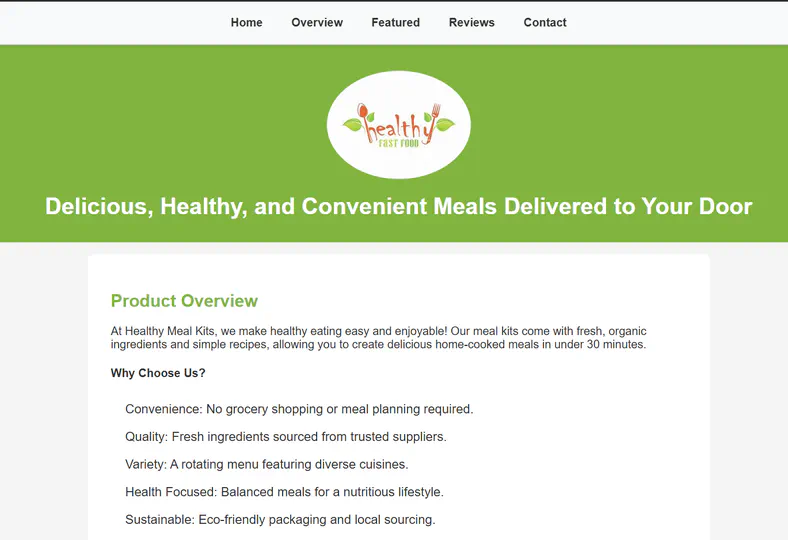 Home Overview Featured Reviews Contact
healthy
FAST FOOD
Delicious, Healthy, and Convenient Meals Delivered to Your Door
Product Overview
At Healthy Meal Kits, we make healthy eating easy and enjoyable! Our meal kits come with fresh, organic
ingredients and simple recipes, allowing you to create delicious home-cooked meals in under 30 minutes.
Why Choose Us?
Convenience: No grocery shopping or meal planning required.
Quality: Fresh ingredients sourced from trusted suppliers.
Variety: A rotating menu featuring diverse cuisines.
Health Focused: Balanced meals for a nutritious lifestyle.
Sustainable: Eco-friendly packaging and local sourcing.